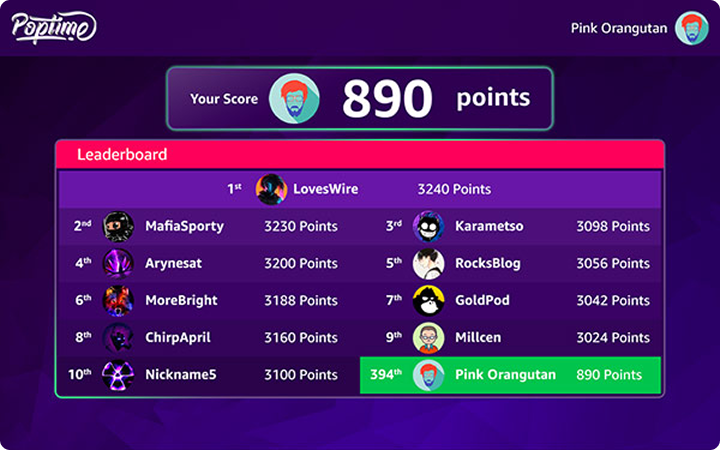 Poptime
Pink Orangutan
Your Score 890 points
Leaderboard
1st LovesWire 3240 Points
2nd MafiaSporty 3230 Points 3rd Karametso 3098 Points
4th Arynesat 3200 Points 5th RocksBlog 3056 Points
6th MoreBright 3188 Points 7th GoldPod 3042 Points
8th ChirpApril 3160 Points 9th Millcen 3024 Points
10th Nickname5 3100 Points 394th Pink Orangutan 890 Points